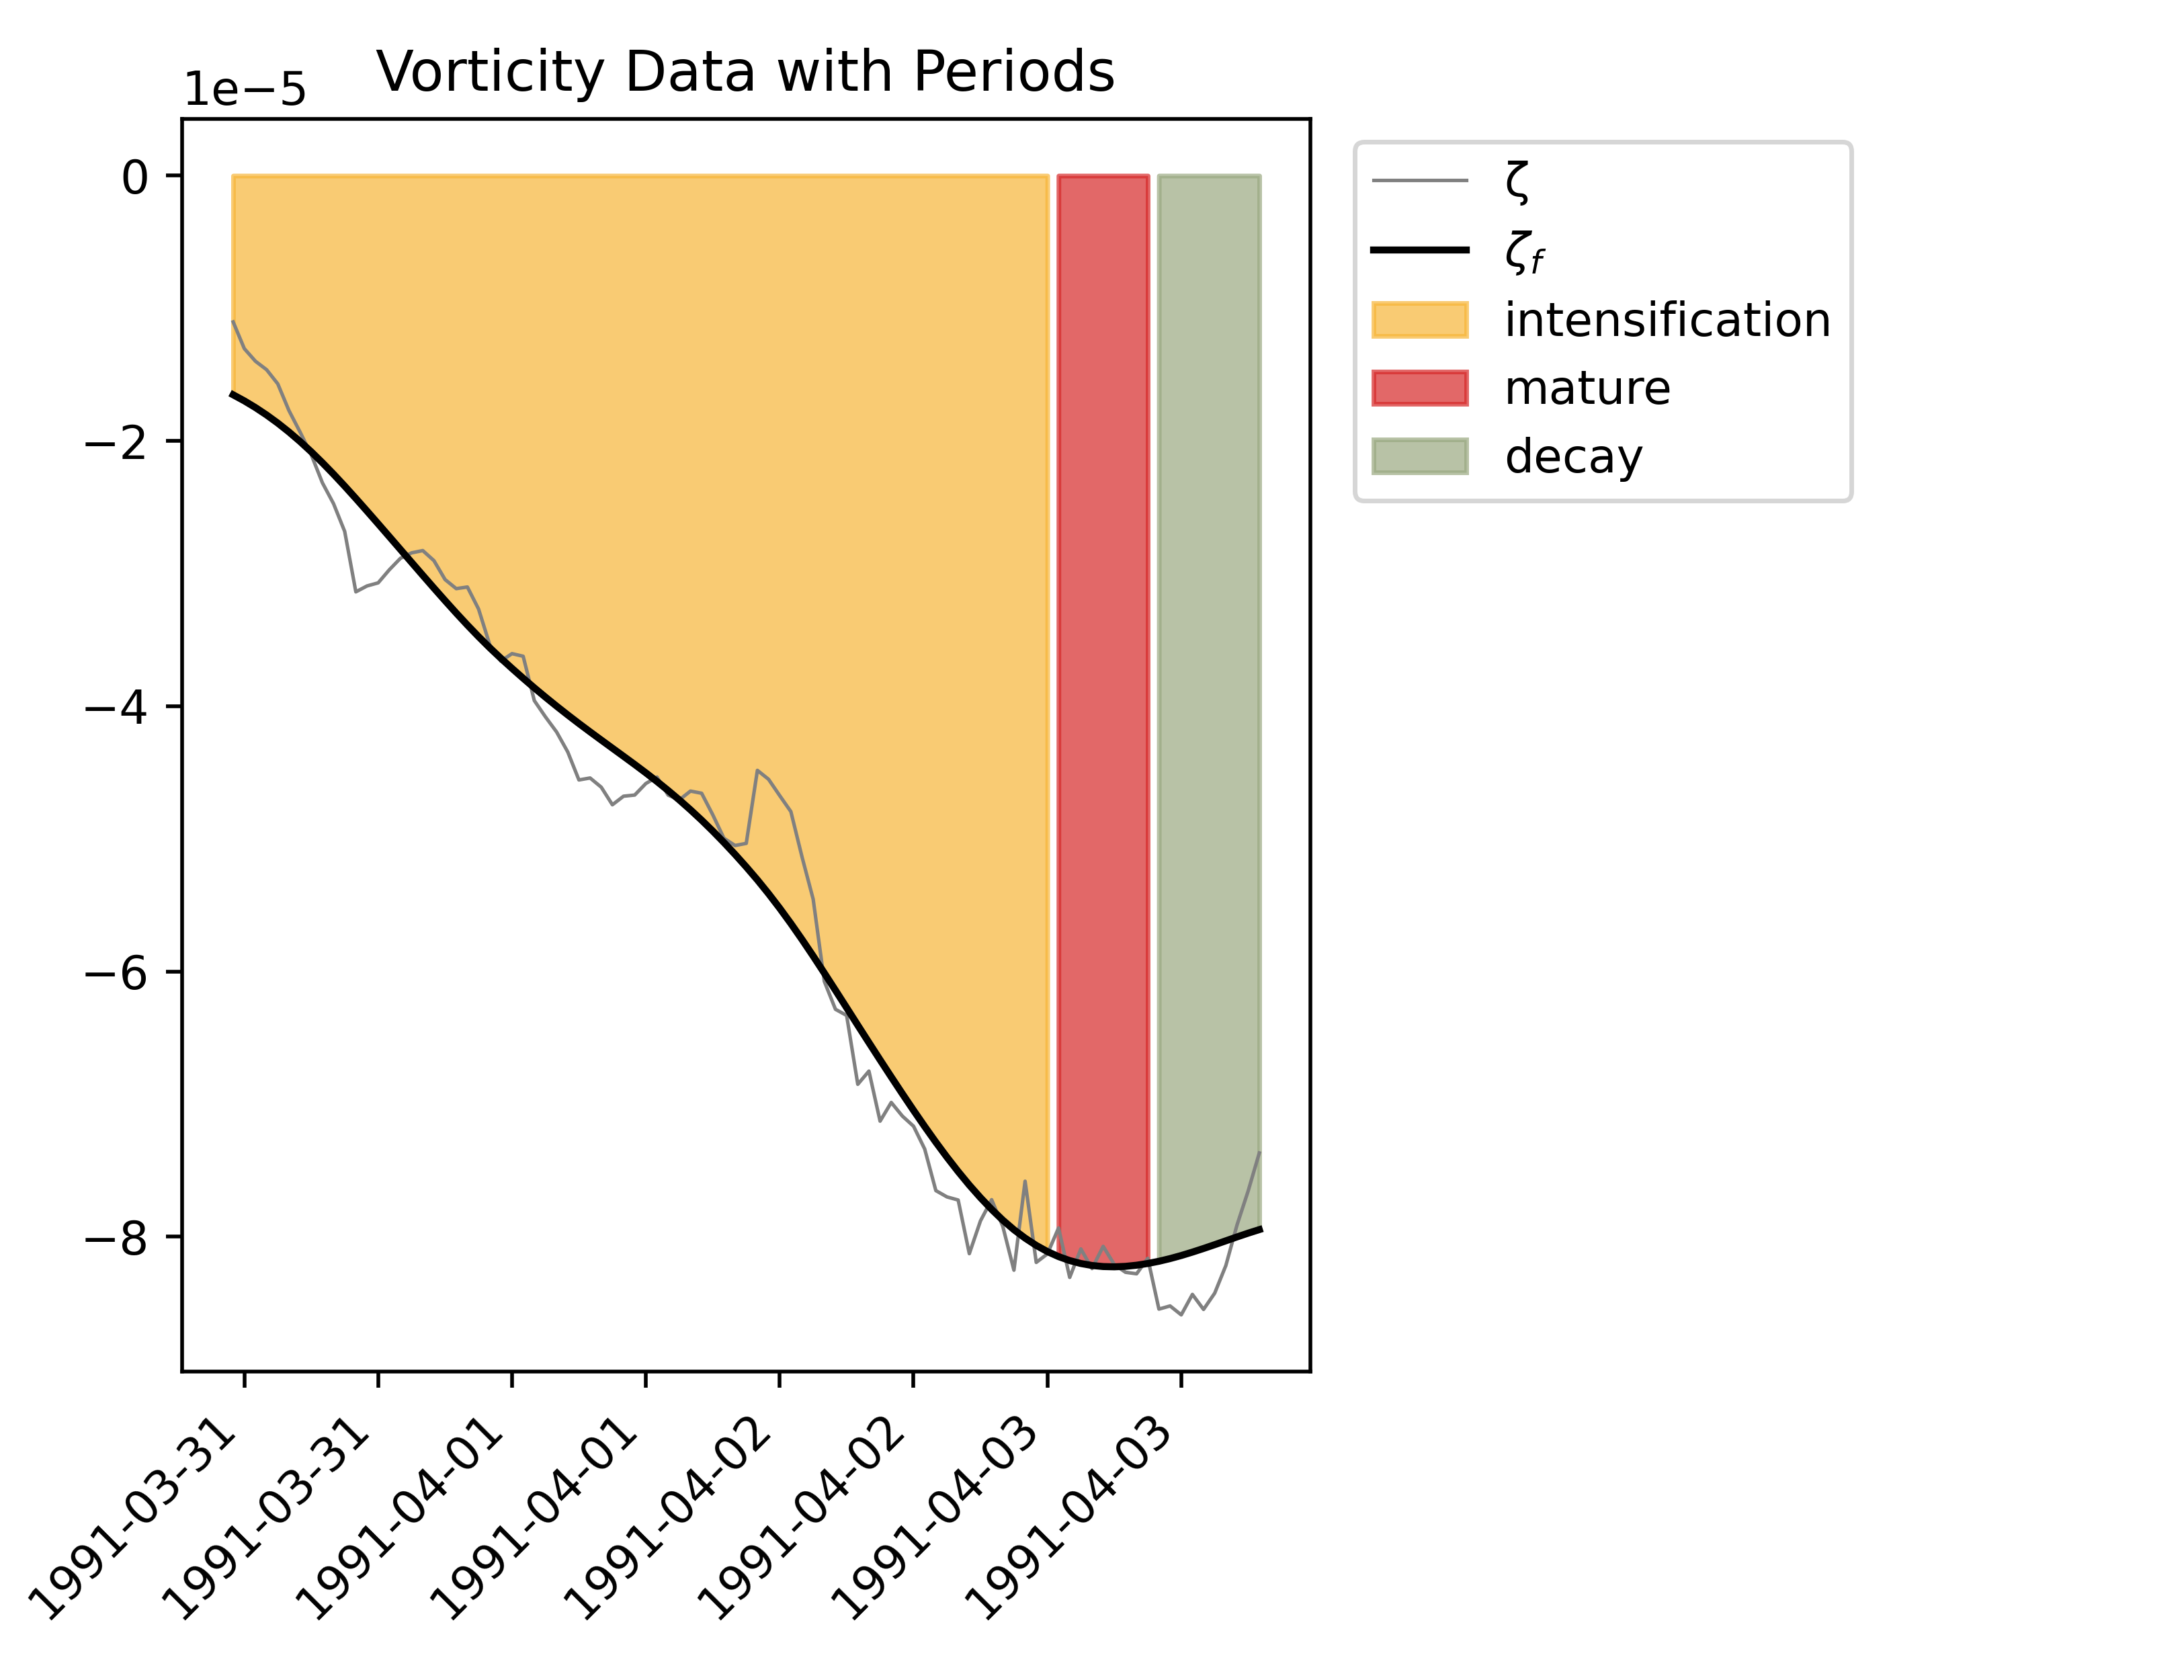 Vorticity Data with Periods
1e−5
0
−2
−4
−6
−8
1991-03-31
1991-03-31
1991-04-01
1991-04-01
1991-04-02
1991-04-02
1991-04-03
1991-04-03
ζ
ζf
intensification
mature
decay